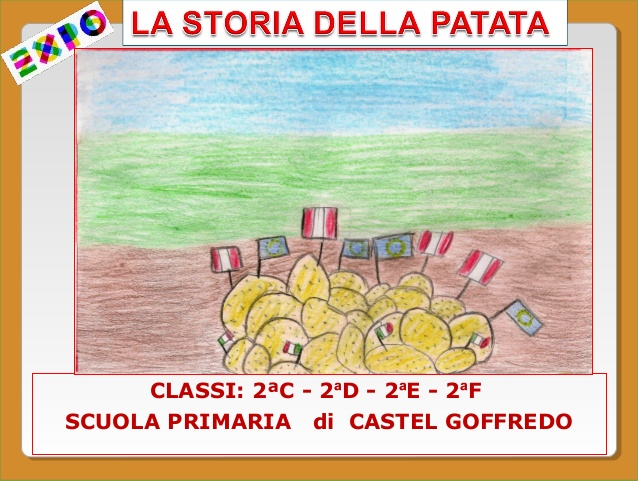 EXPO
LA STORIA DELLA PATATA
CLASSI: 2ªC - 2ªD - 2ªE - 2ªF
SCUOLA PRIMARIA di CASTEL GOFFREDO